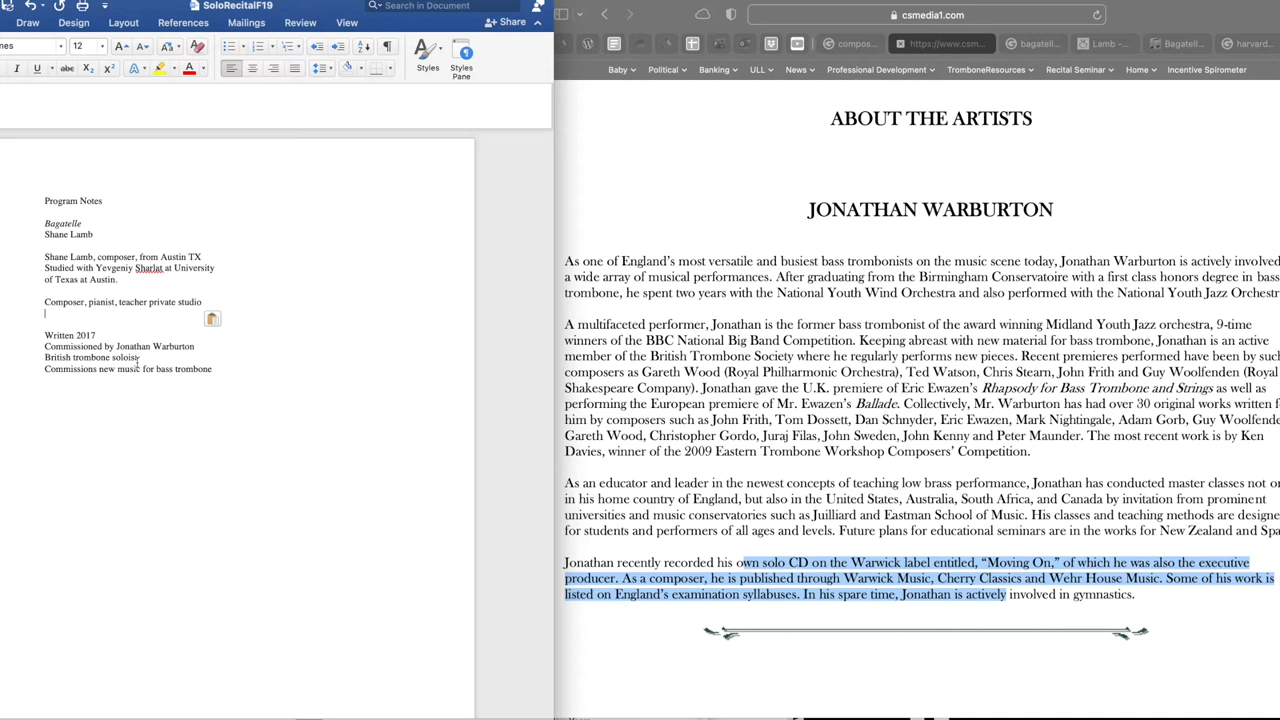 SoloRecitalF19
Search in Document
Draw
Design
Layout
References
Mailings
Review
View
Share
12
Styles
Styles
Pane
Program Notes
Bagatelle
Shane Lamb
Shane Lamb, composer, from Austin TX
Studied with Yevgeniy Sharlat at University
of Texas at Austin.
Composer, pianist, teacher private studio
Written 2017
Commissioned by Jonathan Warburton
British trombone soloist
Commissions new music for bass trombone
csmedia1.com
compos...
https://www.csm...
bagatell...
Lamb -...
Bagatell...
harvard...
Baby
Political
Banking
ULL
News
Professional Development
TromboneResources
Recital Seminar
Home
Incentive Spirometer
ABOUT THE ARTISTS
JONATHAN WARBURTON
As one of England's most versatile and busiest bass trombonists on the music scene today, Jonathan Warburton is actively involved
a wide array of musical performances. After graduating from the Birmingham Conservatoire with a first class honors degree in bass
trombone, he spent two years with the National Youth Wind Orchestra and also performed with the National Youth Jazz Orchestr
A multifaceted performer, Jonathan is the former bass trombonist of the award winning Midland Youth Jazz orchestra, 9-time
winners of the BBC National Big Band Competition. Keeping abreast with new material for bass trombone, Jonathan is an active
member of the British Trombone Society where he regularly performs new pieces. Recent premieres performed have been by such
composers as Gareth Wood (Royal Philharmonic Orchestra), Ted Watson, Chris Stearn, John Frith and Guy Woolfenden (Royal
Shakespeare Company). Jonathan gave the U.K. premiere of Eric Ewazen's Rhapsody for Bass Trombone and Strings as well as
performing the European premiere of Mr. Ewazen's Ballade. Collectively, Mr. Warburton has had over 30 original works written f
him by composers such as John Frith, Tom Dossett, Dan Schnyder, Eric Ewazen, Mark Nightingale, Adam Gorb, Guy Woolfende
Gareth Wood, Christopher Gordo, Juraj Filas, John Sweden, John Kenny and Peter Maunder. The most recent work is by Ken
Davies, winner of the 2009 Eastern Trombone Workshop Composers' Competition.
As an educator and leader in the newest concepts of teaching low brass performance, Jonathan has conducted master classes not o
in his home country of England, but also in the United States, Australia, South Africa, and Canada by invitation from prominent
universities and music conservatories such as Juilliard and Eastman School of Music. His classes and teaching methods are designe
for students and performers of all ages and levels. Future plans for educational seminars are in the works for New Zealand and Spa
Jonathan recently recorded his own solo CD on the Warwick label entitled, “Moving On,” of which he was also the executive
producer. As a composer, he is published through Warwick Music, Cherry Classics and Wehr House Music. Some of his work is
listed on England's examination syllabuses. In his spare time, Jonathan is actively involved in gymnastics.